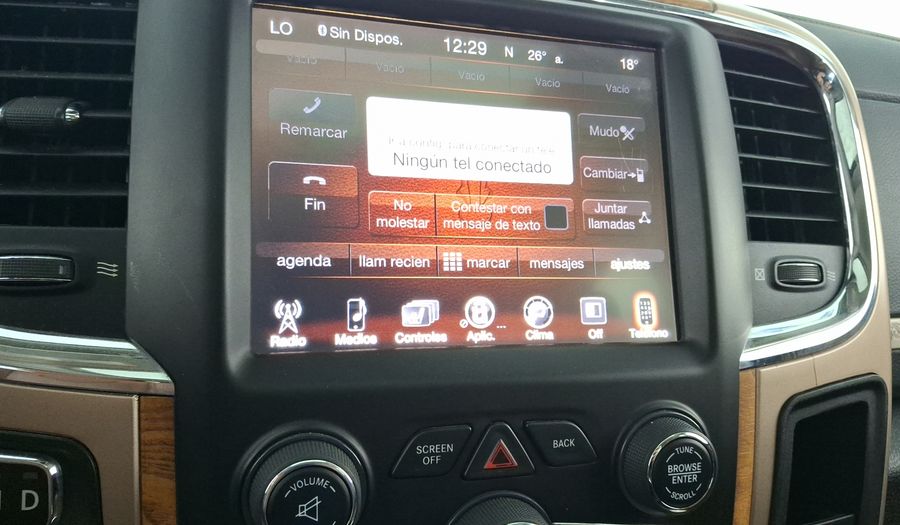 LO Sin Dispos. 12:29 N 26° a. 18°
Vacío Vacío Vacío Vacío Vacío
Remarcar
Ningún tel conectado
Mudo
Cambiar
Fin
No molestar
Contestar con
mensaje de texto
Juntar
llamadas
agenda llam recien marcar mensajes ajustes
Radio Medios Controles Aplic. ... Clima Off Teléfono
SCREEN
OFF
BACK
VOLUME
TUNE
BROWSE
ENTER
SCROLL
D